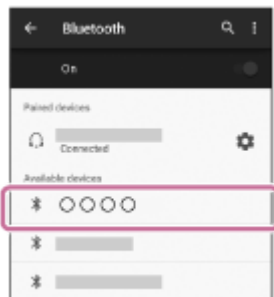 Bluetooth
On
Paired devices
Connected
Available devices
○○○○